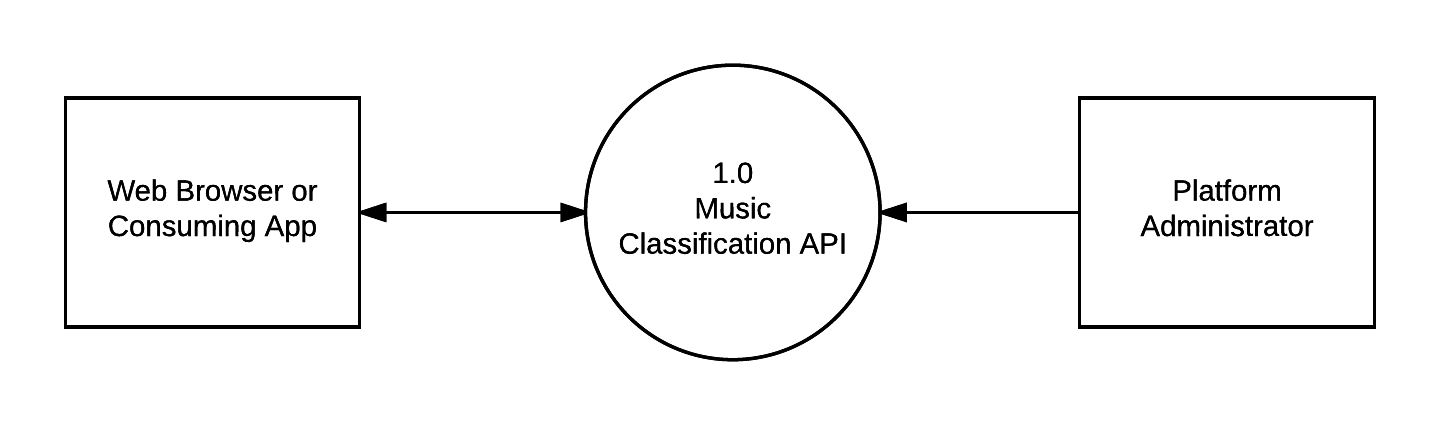 Web Browser or
Consuming App
1.0
Music
Classification API
Platform
Administrator